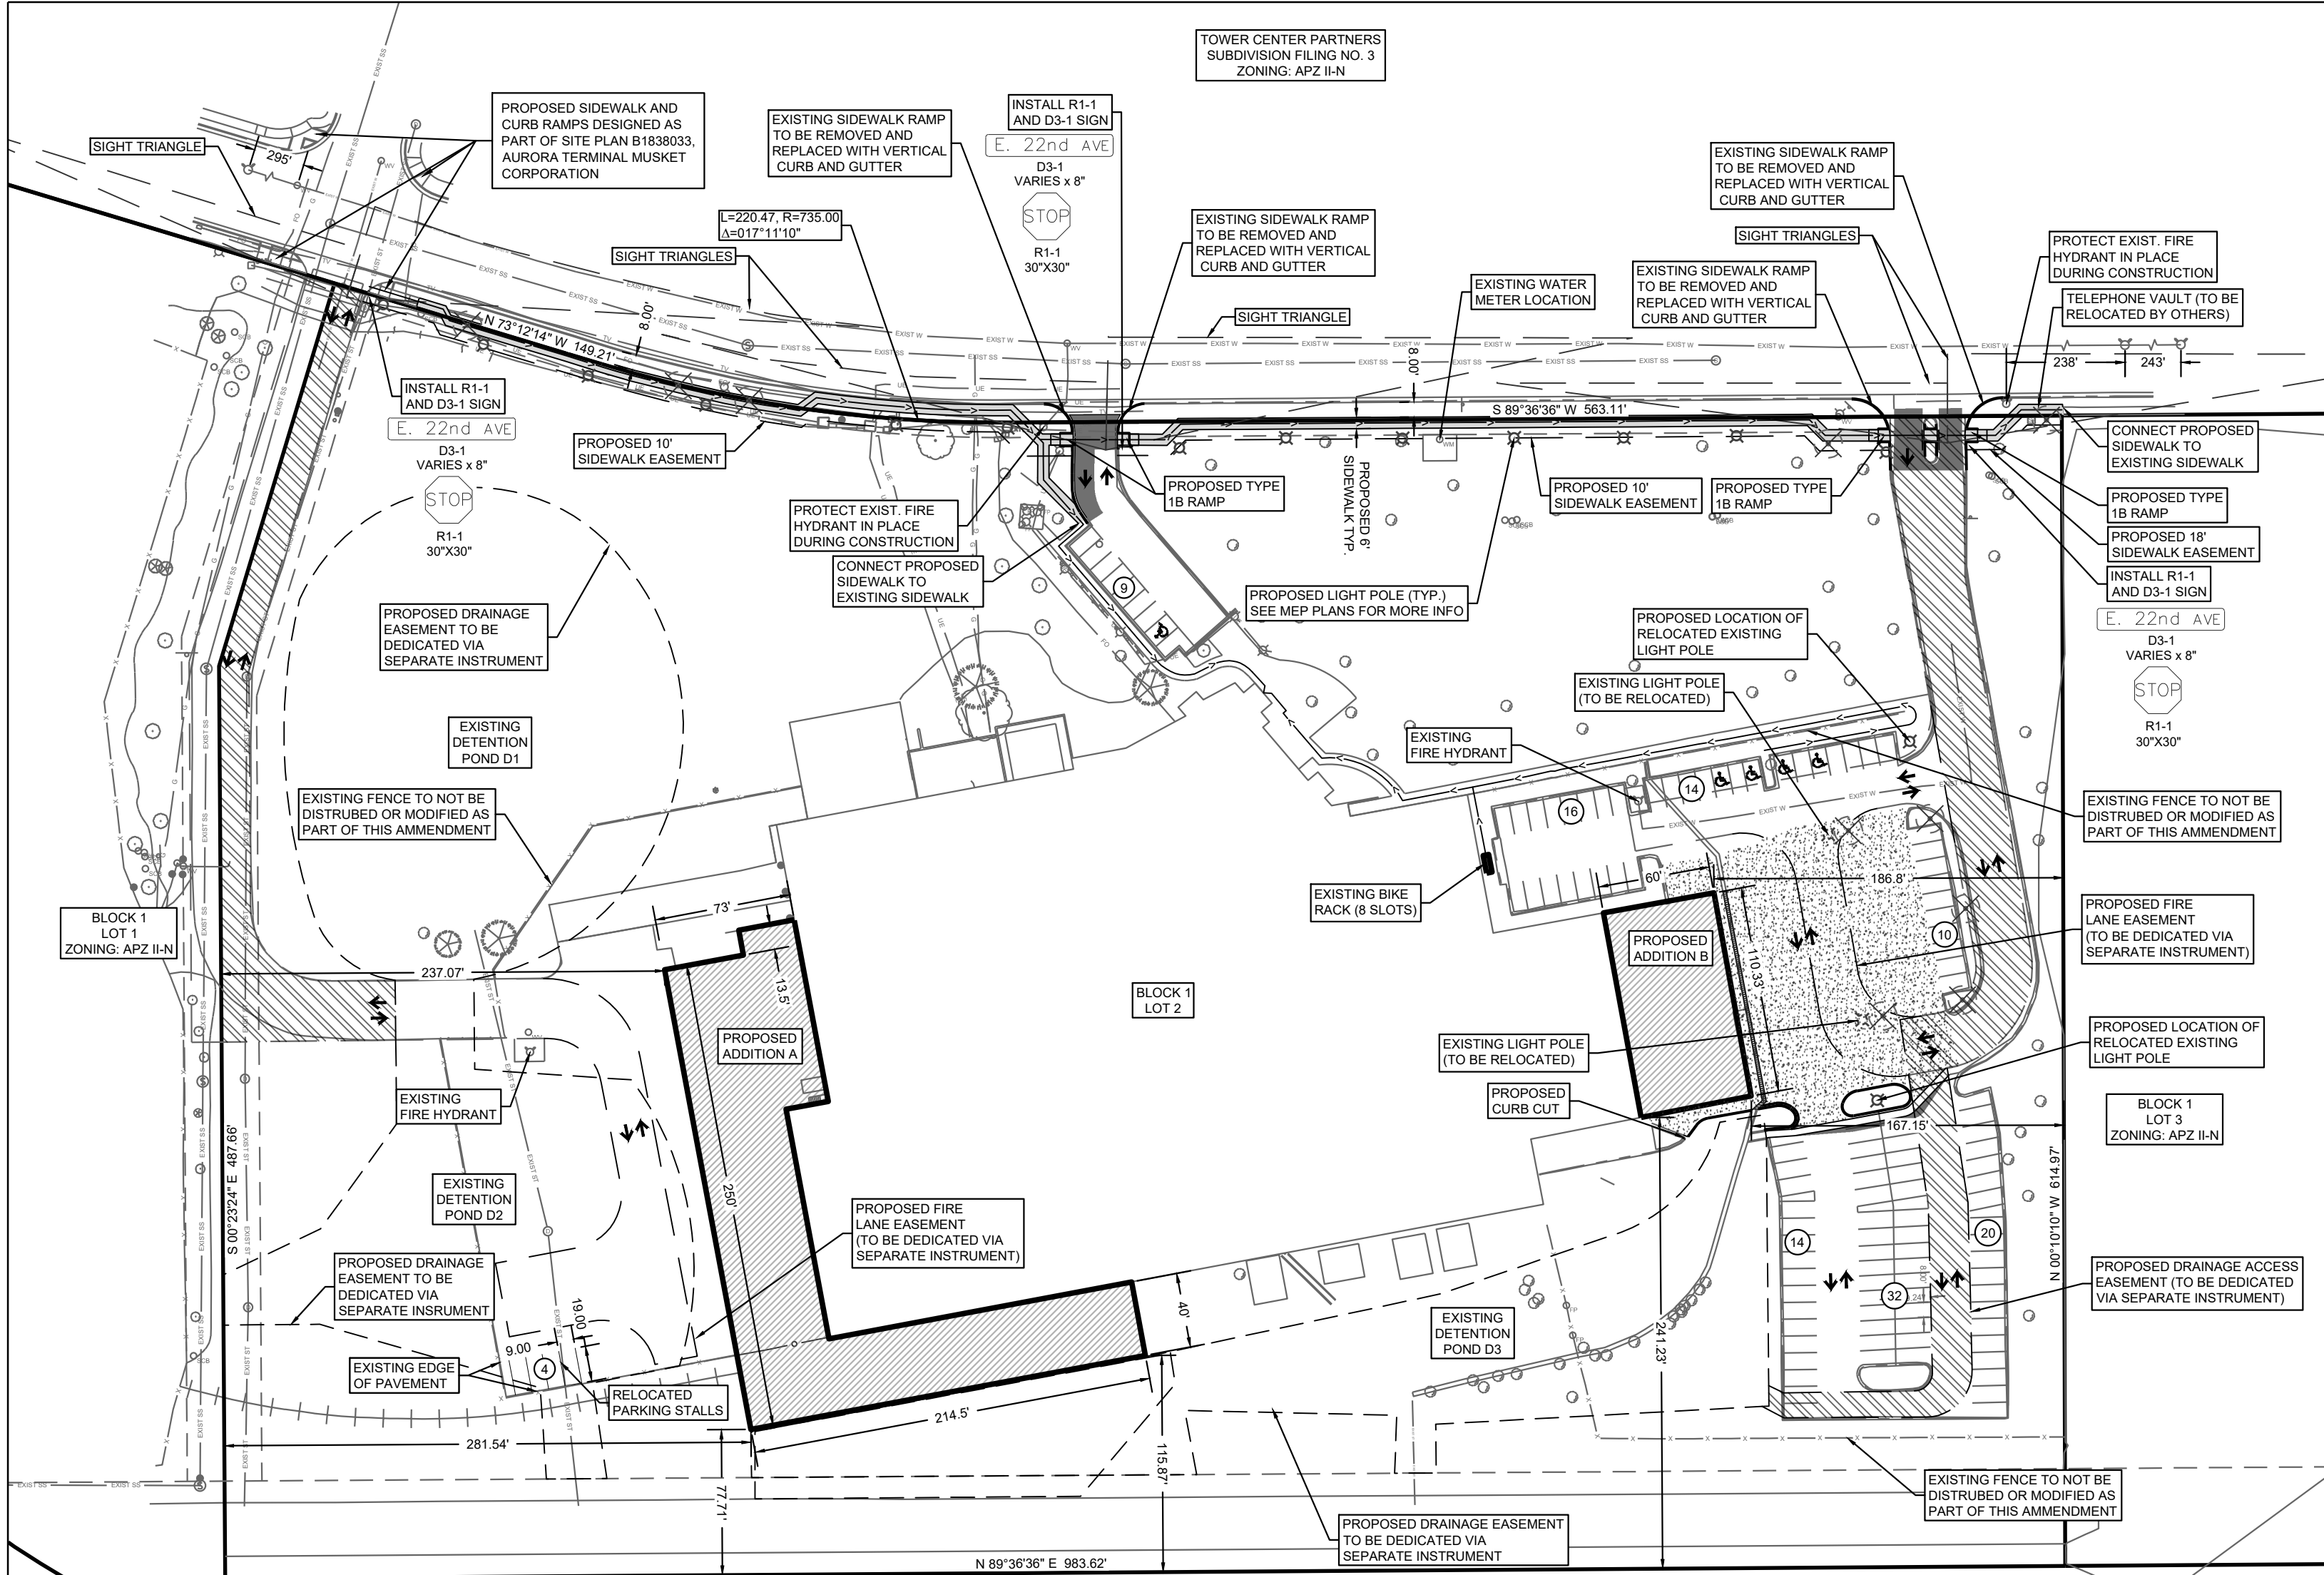 TOWER CENTER PARTNERS
SUBDIVISION FILING NO. 3
ZONING: APZ II-N
SIGHT TRIANGLE
295'
PROPOSED SIDEWALK AND
CURB RAMPS DESIGNED AS
PART OF SITE PLAN B1838033,
AURORA TERMINAL MUSKET
CORPORATION
EXISTING SIDEWALK RAMP
TO BE REMOVED AND
REPLACED WITH VERTICAL
CURB AND GUTTER
INSTALL R1-1
AND D3-1 SIGN
E. 22nd AVE
D3-1
VARIES x 8"
STOP
R1-1
30"X30"
L=220.47, R=735.00
Δ=017°11'10"
SIGHT TRIANGLES
EXISTING SIDEWALK RAMP
TO BE REMOVED AND
REPLACED WITH VERTICAL
CURB AND GUTTER
EXISTING SIDEWALK RAMP
TO BE REMOVED AND
REPLACED WITH VERTICAL
CURB AND GUTTER
SIGHT TRIANGLES
EXISTING WATER
METER LOCATION
EXISTING SIDEWALK RAMP
TO BE REMOVED AND
REPLACED WITH VERTICAL
CURB AND GUTTER
PROTECT EXIST. FIRE
HYDRANT IN PLACE
DURING CONSTRUCTION
TELEPHONE VAULT (TO BE
RELOCATED BY OTHERS)
SIGHT TRIANGLE
238'
243'
8.00'
8.00'
N 73°12'14" W 149.21'
S 89°36'36" W 563.11'
INSTALL R1-1
AND D3-1 SIGN
E. 22nd AVE
D3-1
VARIES x 8"
STOP
R1-1
30"X30"
PROPOSED 10'
SIDEWALK EASEMENT
PROTECT EXIST. FIRE
HYDRANT IN PLACE
DURING CONSTRUCTION
CONNECT PROPOSED
SIDEWALK TO
EXISTING SIDEWALK
PROPOSED TYPE
1B RAMP
PROPOSED 6'
SIDEWALK TYP.
PROPOSED 10'
SIDEWALK EASEMENT
PROPOSED TYPE
1B RAMP
CONNECT PROPOSED
SIDEWALK TO
EXISTING SIDEWALK
PROPOSED TYPE
1B RAMP
PROPOSED 18'
SIDEWALK EASEMENT
INSTALL R1-1
AND D3-1 SIGN
E. 22nd AVE
D3-1
VARIES x 8"
STOP
R1-1
30"X30"
9
PROPOSED LIGHT POLE (TYP.)
SEE MEP PLANS FOR MORE INFO
PROPOSED DRAINAGE
EASEMENT TO BE
DEDICATED VIA
SEPARATE INSTRUMENT
PROPOSED LOCATION OF
RELOCATED EXISTING
LIGHT POLE
EXISTING LIGHT POLE
(TO BE RELOCATED)
EXISTING
FIRE HYDRANT
EXISTING
DETENTION
POND D1
14
16
EXISTING FENCE TO NOT BE
DISTRUBED OR MODIFIED AS
PART OF THIS AMMENDMENT
EXISTING FENCE TO NOT BE
DISTRUBED OR MODIFIED AS
PART OF THIS AMMENDMENT
EXISTING BIKE
RACK (8 SLOTS)
60'
186.8'
BLOCK 1
LOT 1
ZONING: APZ II-N
73'
237.07'
13.5'
PROPOSED
ADDITION A
PROPOSED
ADDITION B
110.33'
10
PROPOSED FIRE
LANE EASEMENT
(TO BE DEDICATED VIA
SEPARATE INSTRUMENT)
BLOCK 1
LOT 2
EXISTING LIGHT POLE
(TO BE RELOCATED)
PROPOSED LOCATION OF
RELOCATED EXISTING
LIGHT POLE
PROPOSED
CURB CUT
EXISTING
FIRE HYDRANT
BLOCK 1
LOT 3
ZONING: APZ II-N
167.15'
S 00°23'24" E 487.66'
EXISTING
DETENTION
POND D2
250'
PROPOSED FIRE
LANE EASEMENT
(TO BE DEDICATED VIA
SEPARATE INSTRUMENT)
14
20
32
8.00'
N 00°10'10" W 614.97'
PROPOSED DRAINAGE ACCESS
EASEMENT (TO BE DEDICATED
VIA SEPARATE INSTRUMENT)
PROPOSED DRAINAGE
EASEMENT TO BE
DEDICATED VIA
SEPARATE INSRUMENT
19.00
9.00
4
40'
EXISTING
DETENTION
POND D3
241.23'
EXISTING EDGE
OF PAVEMENT
RELOCATED
PARKING STALLS
214.5'
281.54'
77.71'
115.87'
PROPOSED DRAINAGE EASEMENT
TO BE DEDICATED VIA
SEPARATE INSTRUMENT
EXISTING FENCE TO NOT BE
DISTRUBED OR MODIFIED AS
PART OF THIS AMMENDMENT
N 89°36'36" E 983.62'